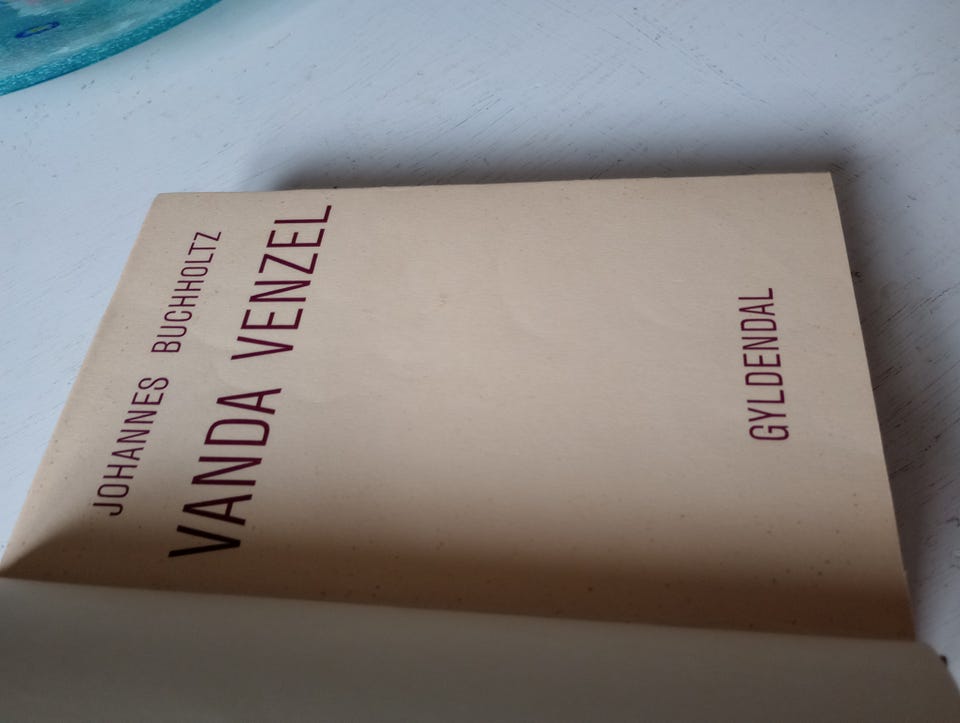 JOHANNES BUCHHOLTZ
VANDA VENZEL
GYLDENDAL